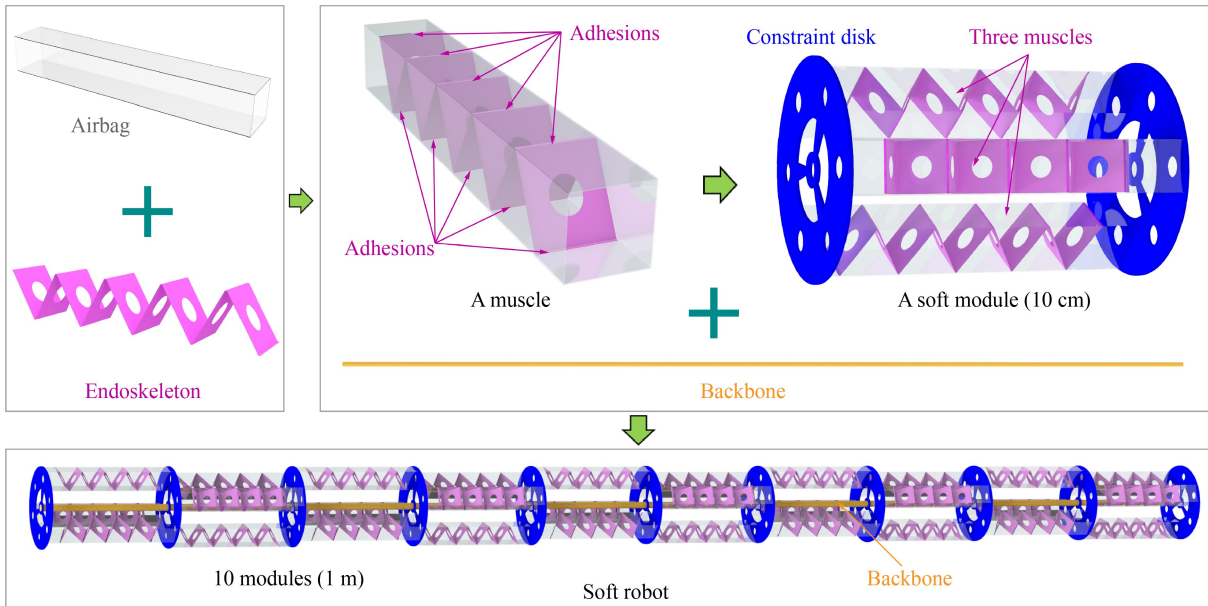 Airbag
Endoskeleton
Adhesions
Adhesions
A muscle
Constraint disk
Three muscles
A soft module (10 cm)
Backbone
10 modules (1 m)
Soft robot
Backbone